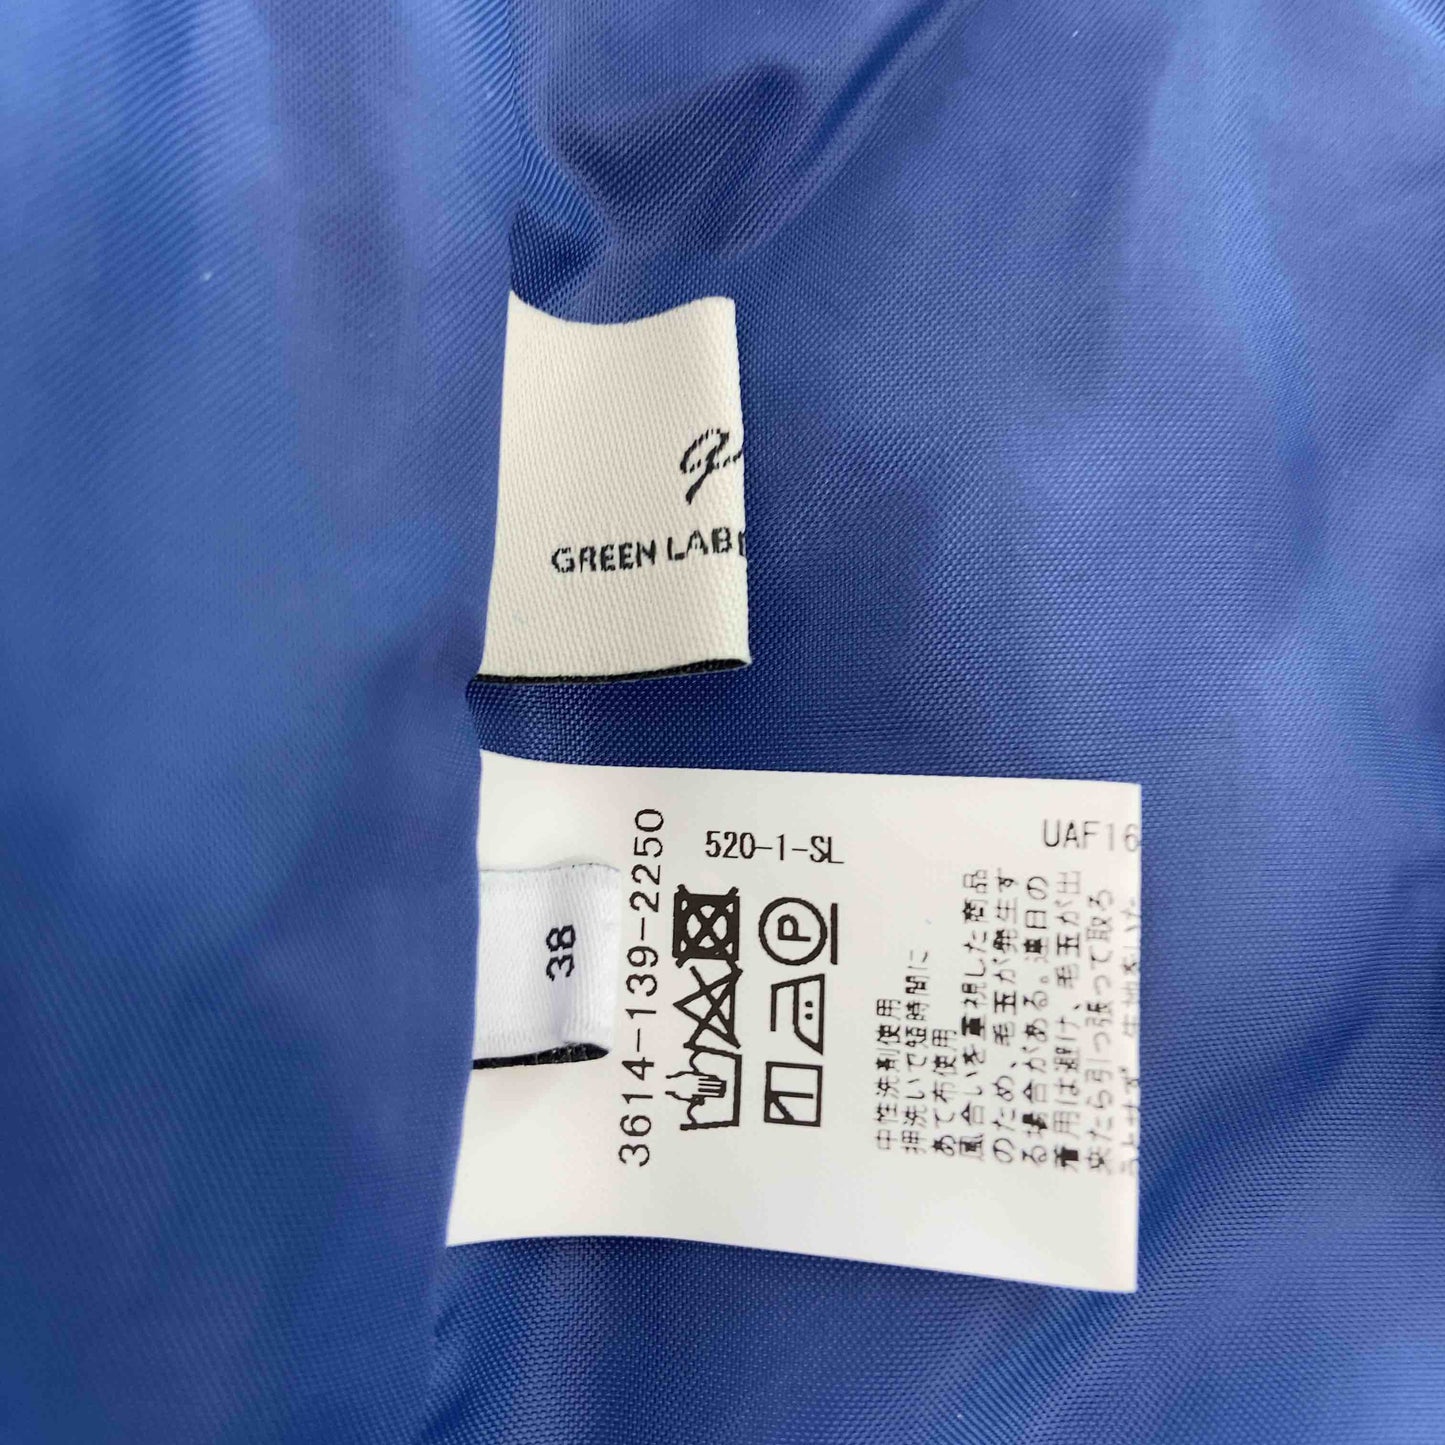 GREEN LAB
38
3614-139-2250
520-1-SL
UAF16
中性洗剤使用
押洗いで短時間に
あて布使用
風合いを重視した商品
のため、毛玉が発生す
る場合がある。連日の
着用は避け、毛玉が出
来たら引っ張って取る